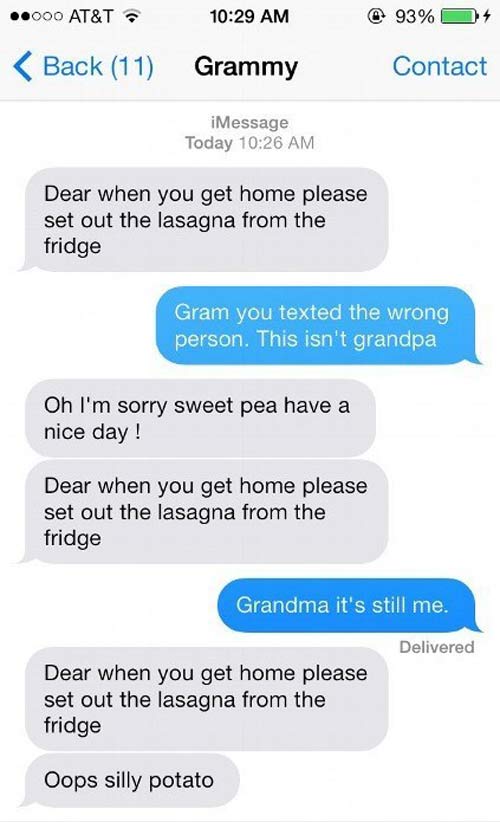 AT&T 10:29 AM 93%
Back (11) Grammy Contact
iMessage
Today 10:26 AM
Dear when you get home please
set out the lasagna from the
fridge
Gram you texted the wrong
person. This isn't grandpa
Oh I'm sorry sweet pea have a
nice day !
Dear when you get home please
set out the lasagna from the
fridge
Grandma it's still me.
Delivered
Dear when you get home please
set out the lasagna from the
fridge
Oops silly potato